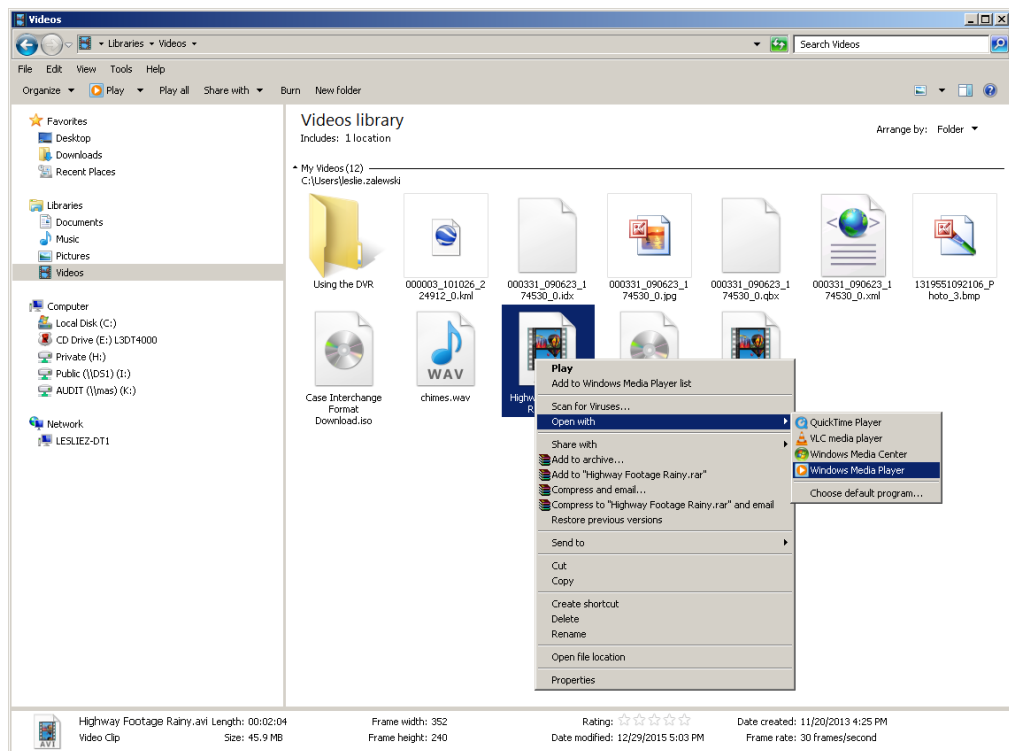 Videos
Libraries Videos
Search Videos
File Edit View Tools Help
Organize Play Play all Share with Burn New folder
Favorites
Desktop
Downloads
Recent Places
Libraries
Documents
Music
Pictures
Videos
Computer
Local Disk (C:)
CD Drive (E:) L3DT4000
Private (H:)
Public (\\DS1) (I:)
AUDIT (\\mas) (K:)
Network
LESLIEZ-DT1
Videos library
Includes: 1 location
Arrange by: Folder
My Videos (12)
C:\Users\leslie.zalewski
Using the DVR
000003_101026_2
24912_0.kml
000331_090623_1
74530_0.idx
000331_090623_1
74530_0.jpg
000331_090623_1
74530_0.qbx
000331_090623_1
74530_0.xml
1319551092106_P
hoto_3.bmp
Case Interchange
Format
Download.iso
WAV
chimes.wav
Highw
R
Play
Add to Windows Media Player list
Scan for Viruses...
Open with
Share with
Add to archive...
Add to "Highway Footage Rainy.rar"
Compress and email...
Compress to "Highway Footage Rainy.rar" and email
Restore previous versions
Send to
Cut
Copy
Create shortcut
Delete
Rename
Open file location
Properties
QuickTime Player
VLC media player
Windows Media Center
Windows Media Player
Choose default program...
AVI
Highway Footage Rainy.avi Length: 00:02:04 Frame width: 352 Rating: Date created: 11/20/2013 4:25 PM
Video Clip Size: 45.9 MB Frame height: 240 Date modified: 12/29/2015 5:03 PM Frame rate: 30 frames/second